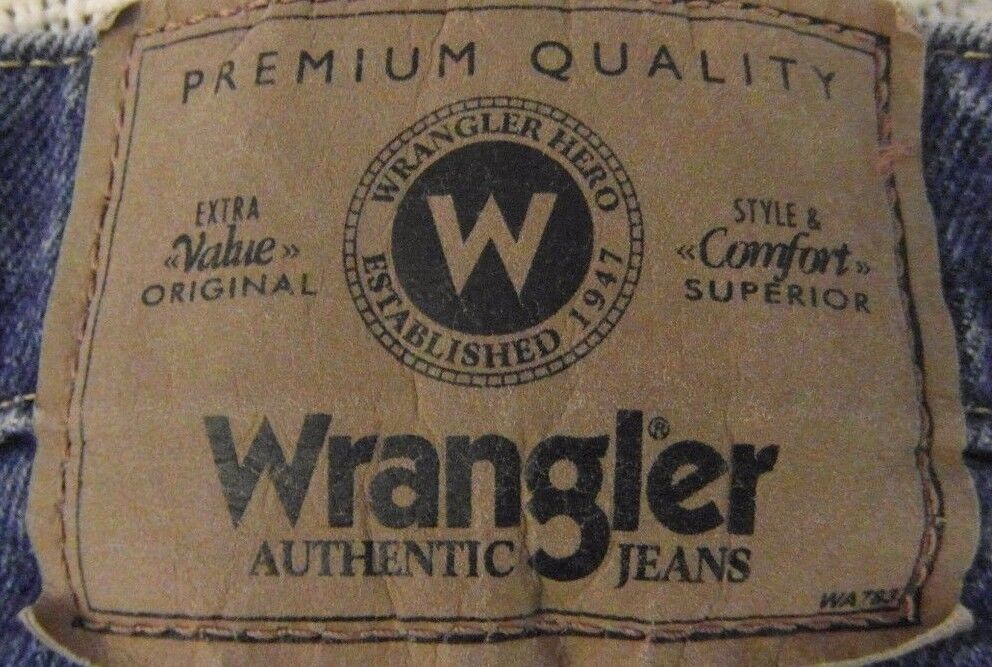 PREMIUM QUALITY
EXTRA
«Value»
ORIGINAL
WRANGLER HERO
W
ESTABLISHED 1947
STYLE &
«Comfort»
SUPERIOR
Wrangler®
AUTHENTIC JEANS